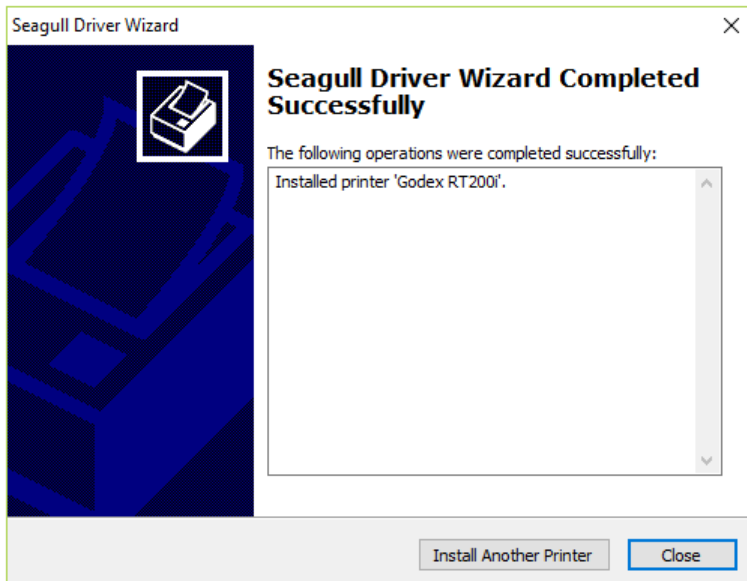 Seagull Driver Wizard
Seagull Driver Wizard Completed
Successfully
The following operations were completed successfully:
Installed printer 'Godex RT200i'.
Install Another Printer
Close